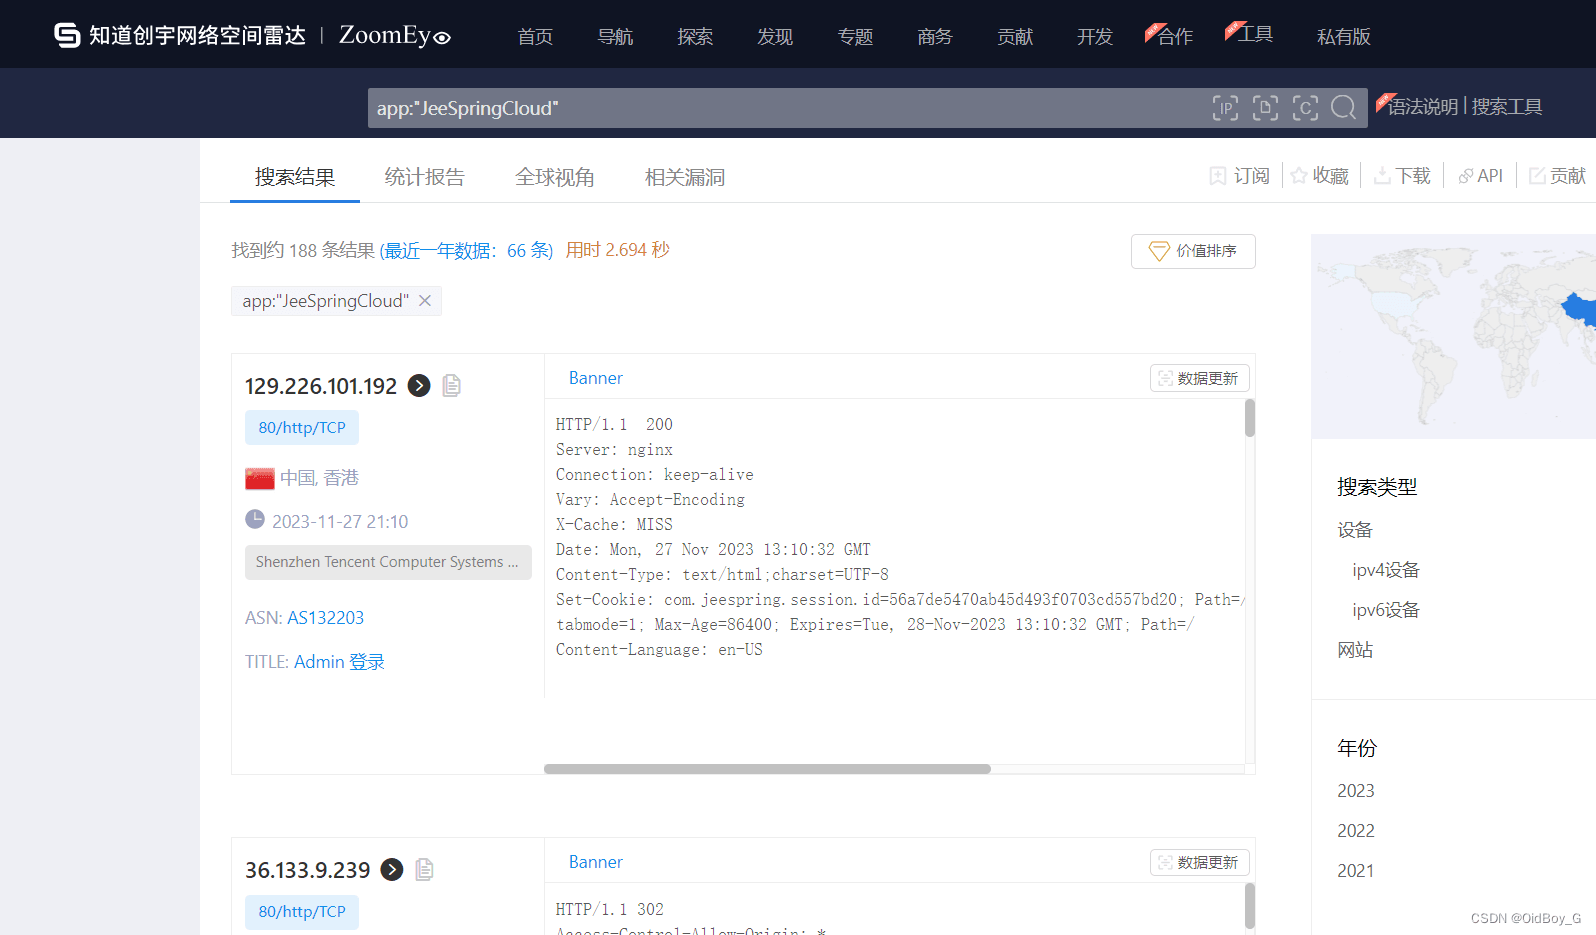 知道创宇网络空间雷达 | ZoomEye 首页 导航 探索 发现 专题 商务 贡献 开发 合作 工具 私有版
app:"JeeSpringCloud" IP D C 语法说明 | 搜索工具
搜索结果 统计报告 全球视角 相关漏洞 订阅 收藏 下载 API 贡献
找到约 188 条结果 (最近一年数据：66 条) 用时 2.694 秒 价值排序
app:"JeeSpringCloud"
129.226.101.192
80/http/TCP
中国, 香港
2023-11-27 21:10
Shenzhen Tencent Computer Systems ...
ASN: AS132203
TITLE: Admin 登录
Banner 数据更新
HTTP/1.1  200
Server: nginx
Connection: keep-alive
Vary: Accept-Encoding
X-Cache: MISS
Date: Mon, 27 Nov 2023 13:10:32 GMT
Content-Type: text/html;charset=UTF-8
Set-Cookie: com.jeespring.session.id=56a7de5470ab45d493f0703cd557bd20; Path=/
tabmode=1; Max-Age=86400; Expires=Tue, 28-Nov-2023 13:10:32 GMT; Path=/
Content-Language: en-US
36.133.9.239
80/http/TCP
Banner 数据更新
HTTP/1.1 302
Access-Control-Allow-Origin: *
搜索类型
设备
ipv4设备
ipv6设备
网站
年份
2023
2022
2021
CSDN @OidBoy_G